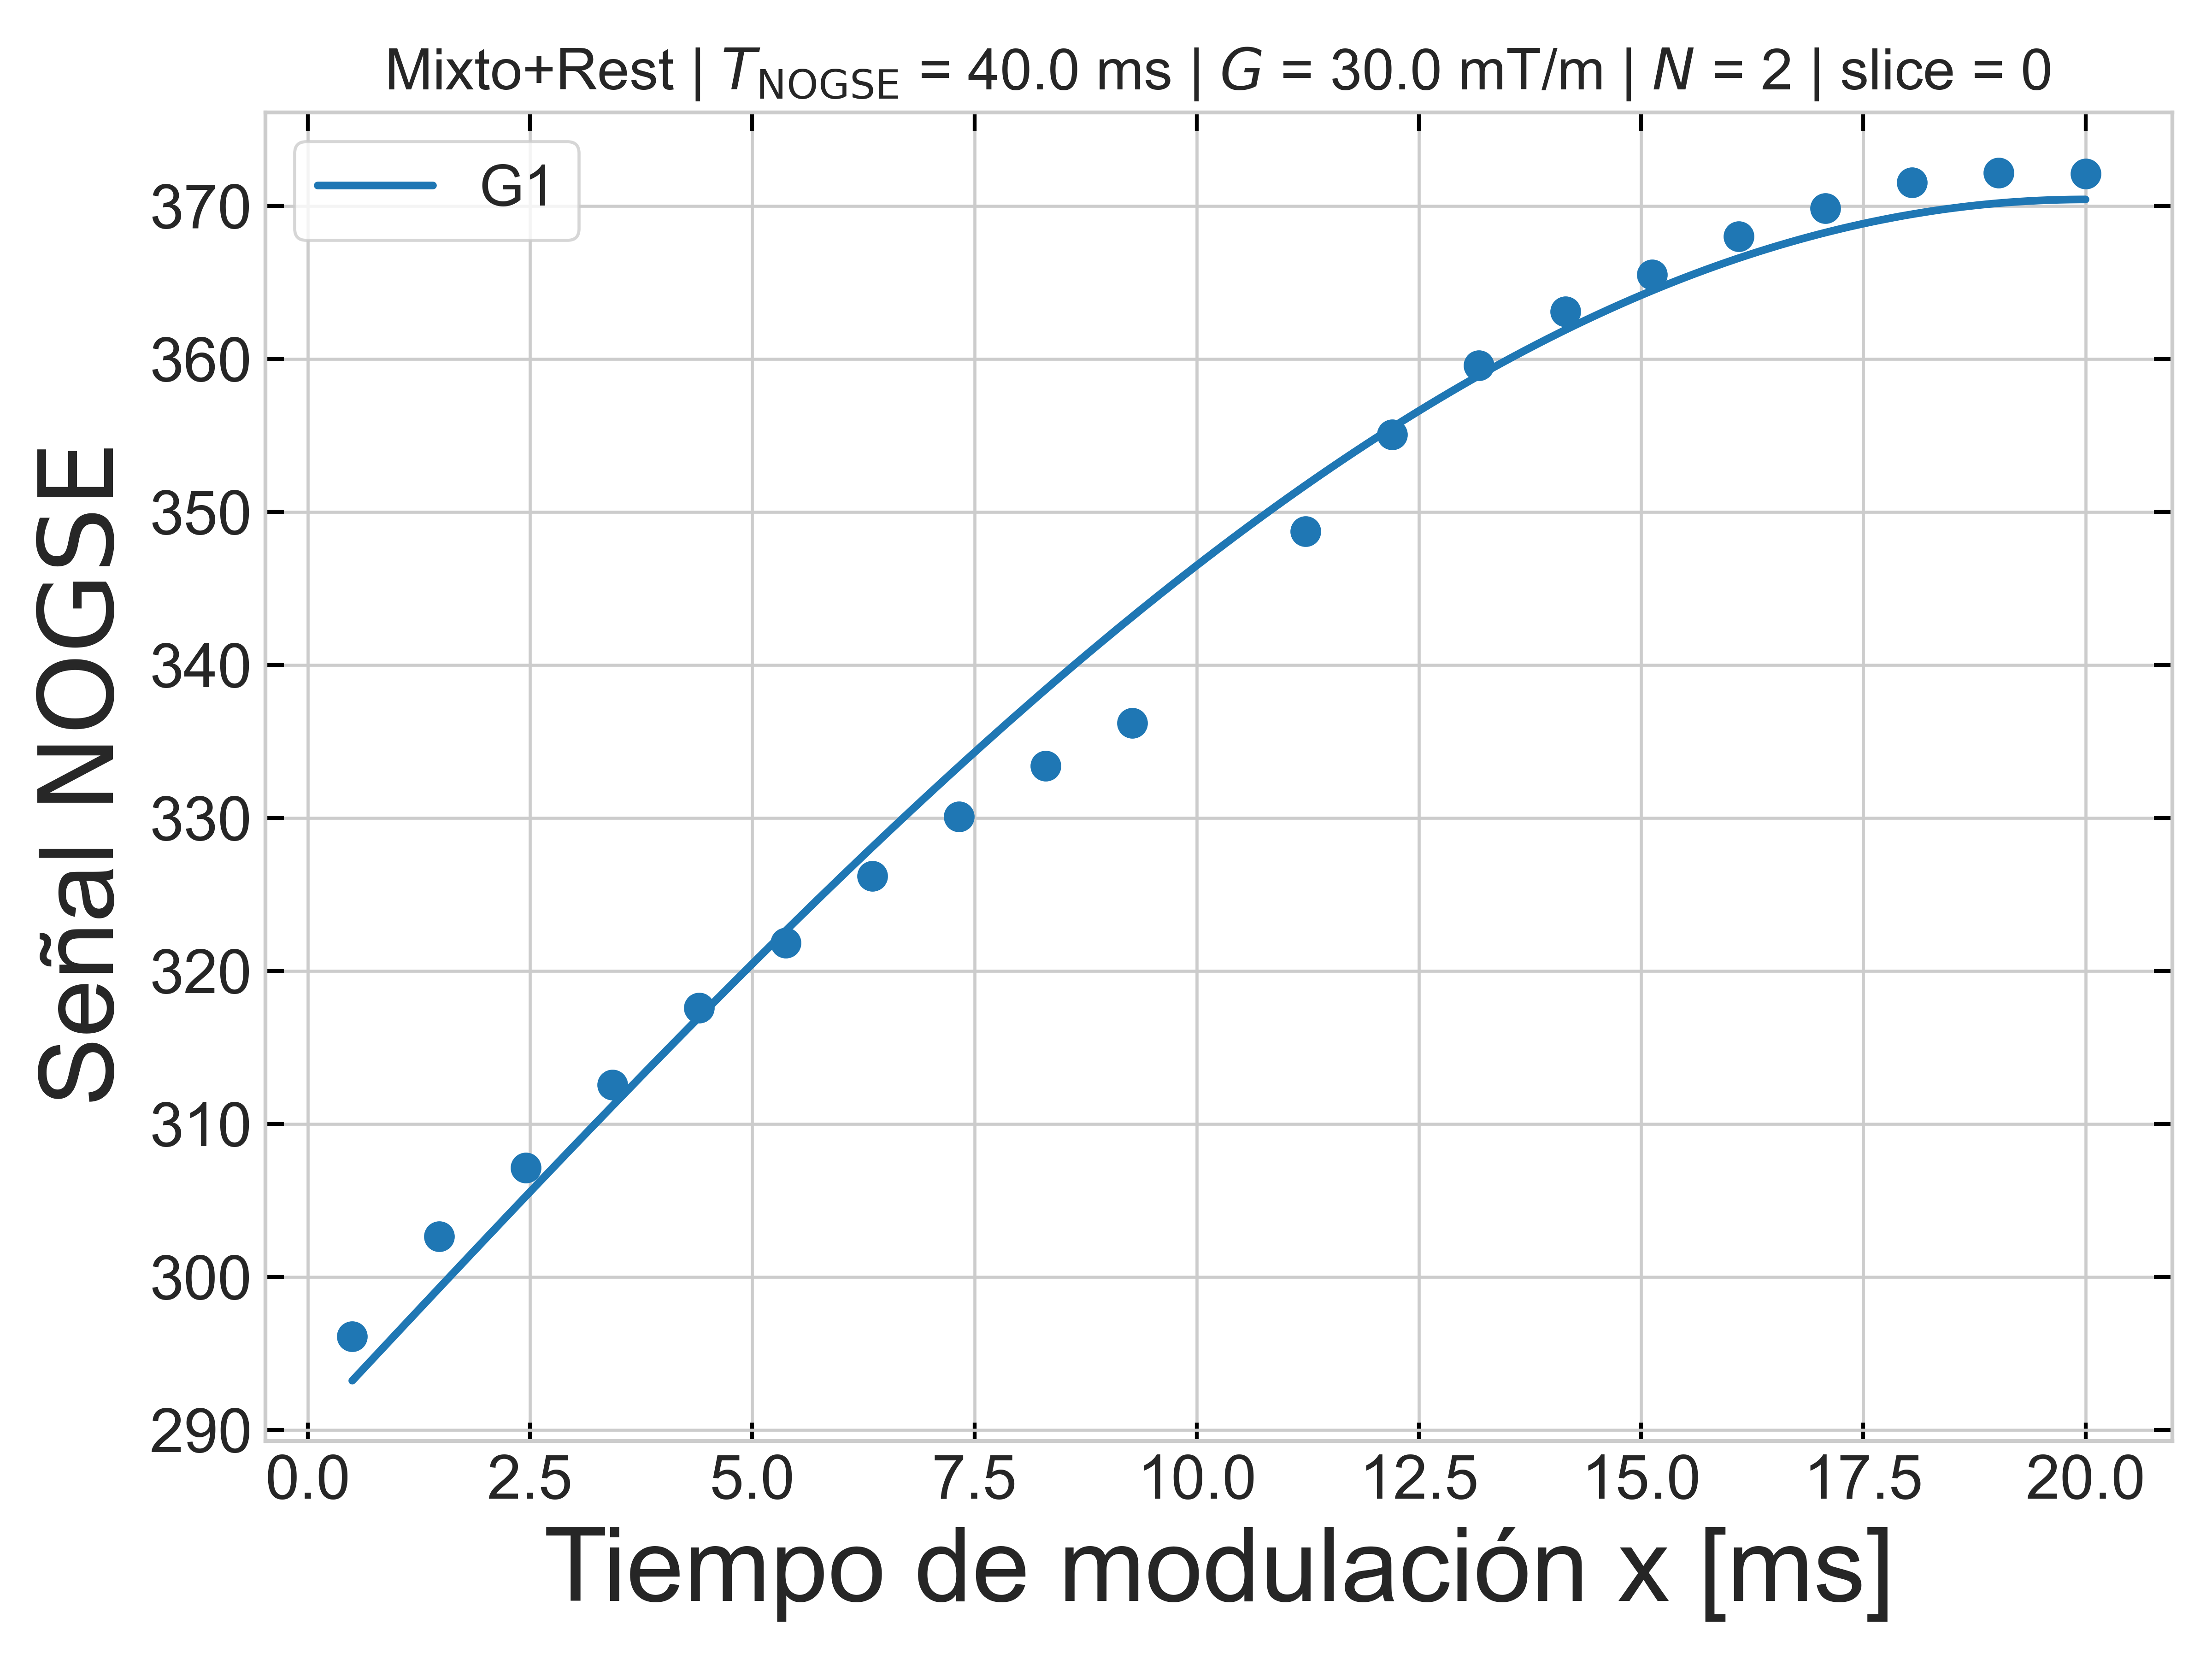 Mixto+Rest | T_NOGSE = 40.0 ms | G = 30.0 mT/m | N = 2 | slice = 0
G1
370
360
350
340
330
320
310
300
290
Señal NOGSE
0.0 2.5 5.0 7.5 10.0 12.5 15.0 17.5 20.0
Tiempo de modulación x [ms]